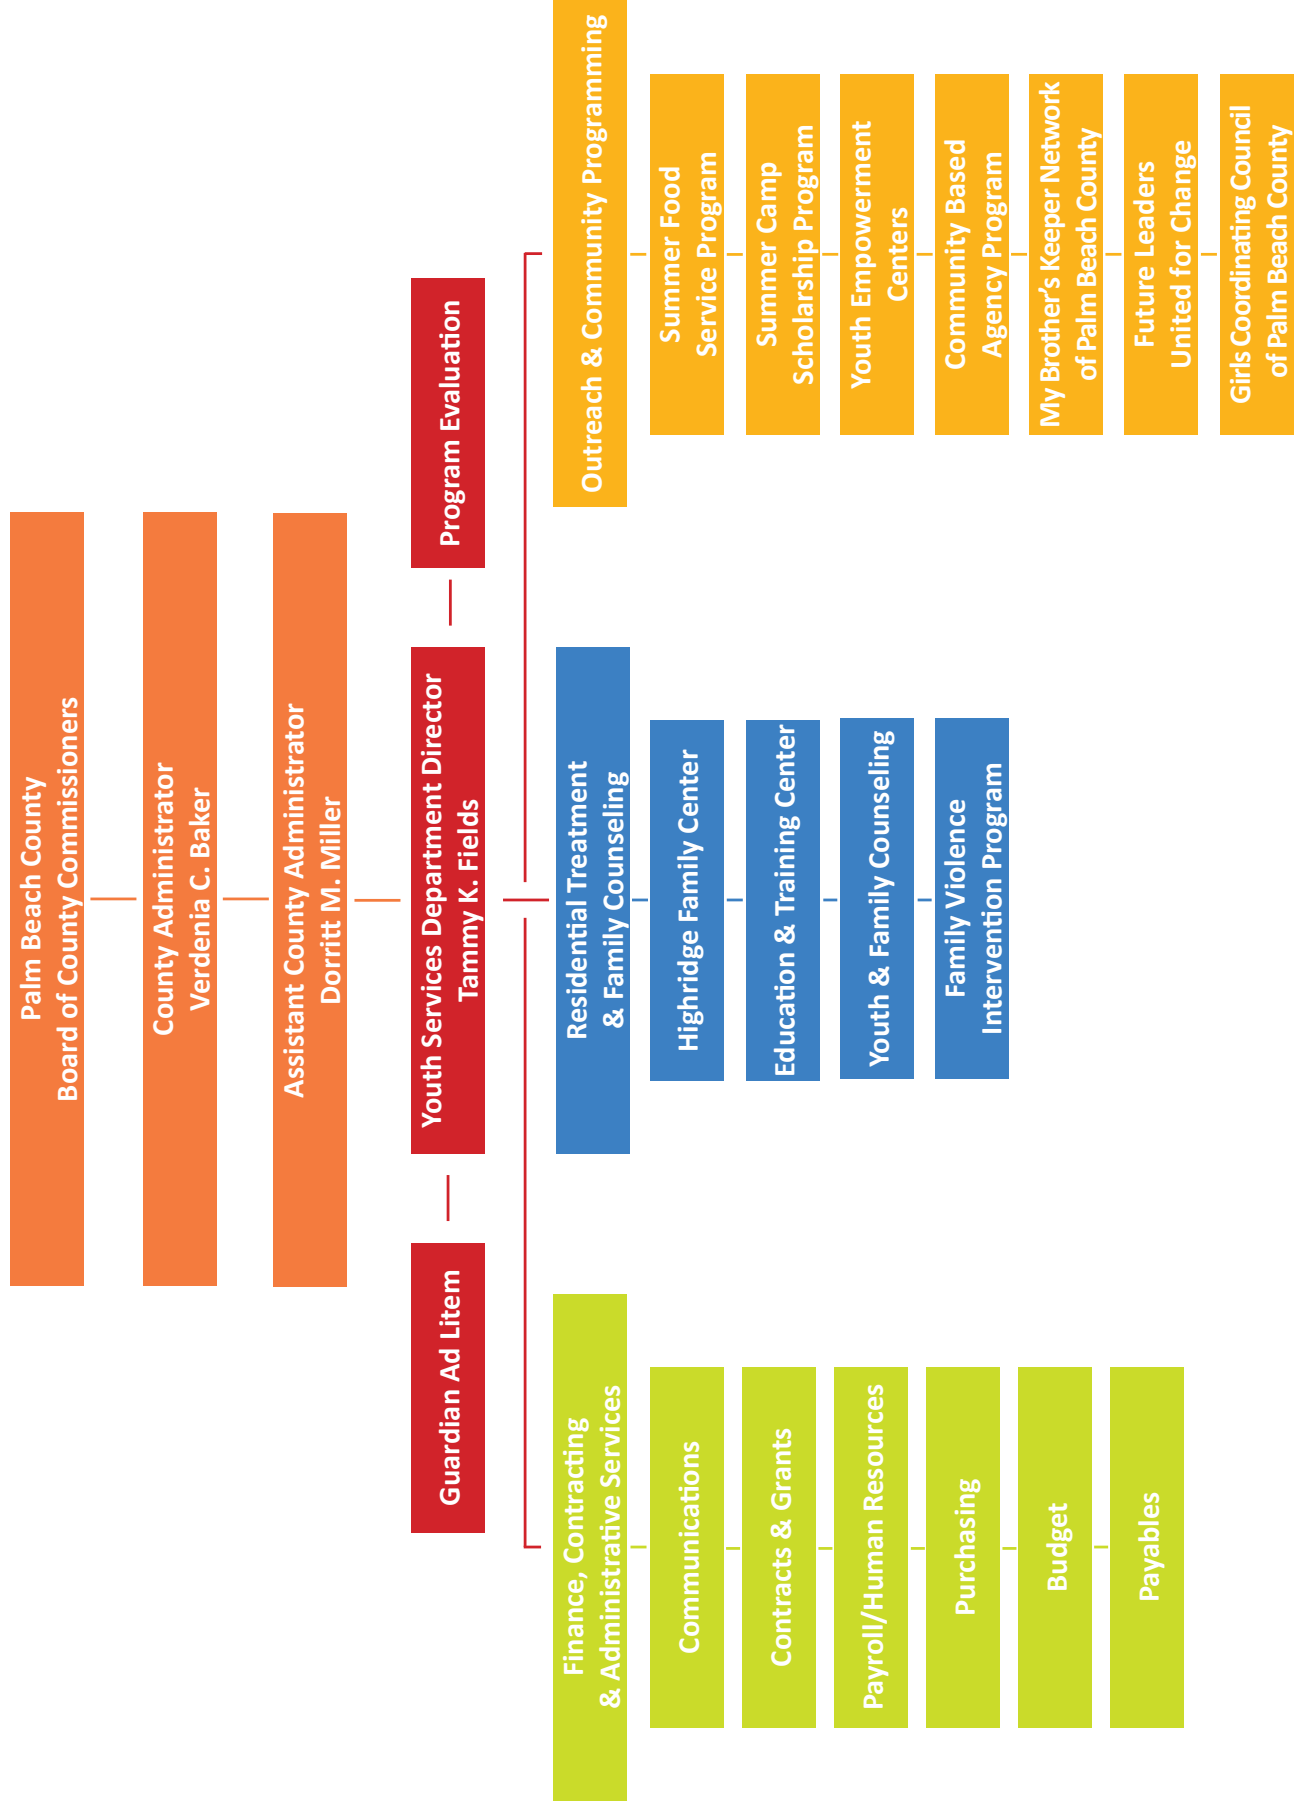 Palm Beach County
Board of County Commissioners
County Administrator
Verdenia C. Baker
Assistant County Administrator
Dorritt M. Miller
Guardian Ad Litem
Youth Services Department Director
Tammy K. Fields
Program Evaluation
Finance, Contracting
& Administrative Services
Communications
Contracts & Grants
Payroll/Human Resources
Purchasing
Budget
Payables
Residential Treatment
& Family Counseling
Highridge Family Center
Education & Training Center
Youth & Family Counseling
Family Violence
Intervention Program
Outreach & Community Programming
Summer Food
Service Program
Summer Camp
Scholarship Program
Youth Empowerment
Centers
Community Based
Agency Program
My Brother's Keeper Network
of Palm Beach County
Future Leaders
United for Change
Girls Coordinating Council
of Palm Beach County